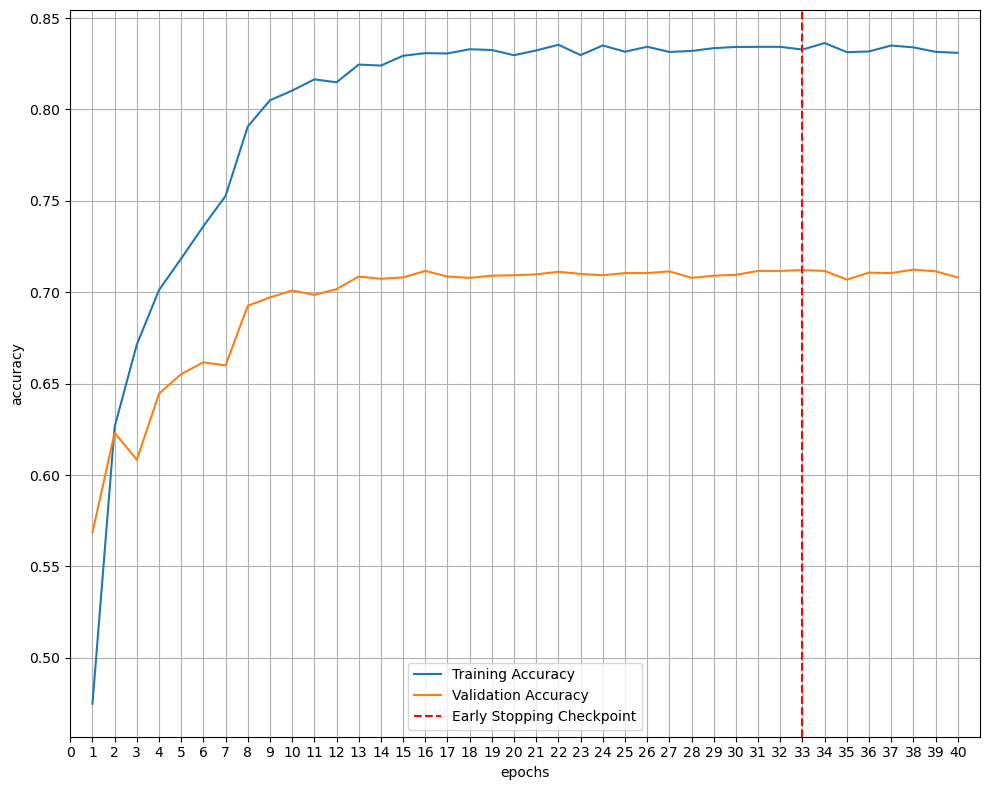 0.85
0.80
0.75
0.70
0.65
0.60
0.55
0.50
accuracy
Training Accuracy
Validation Accuracy
Early Stopping Checkpoint
0 1 2 3 4 5 6 7 8 9 10 11 12 13 14 15 16 17 18 19 20 21 22 23 24 25 26 27 28 29 30 31 32 33 34 35 36 37 38 39 40
epochs